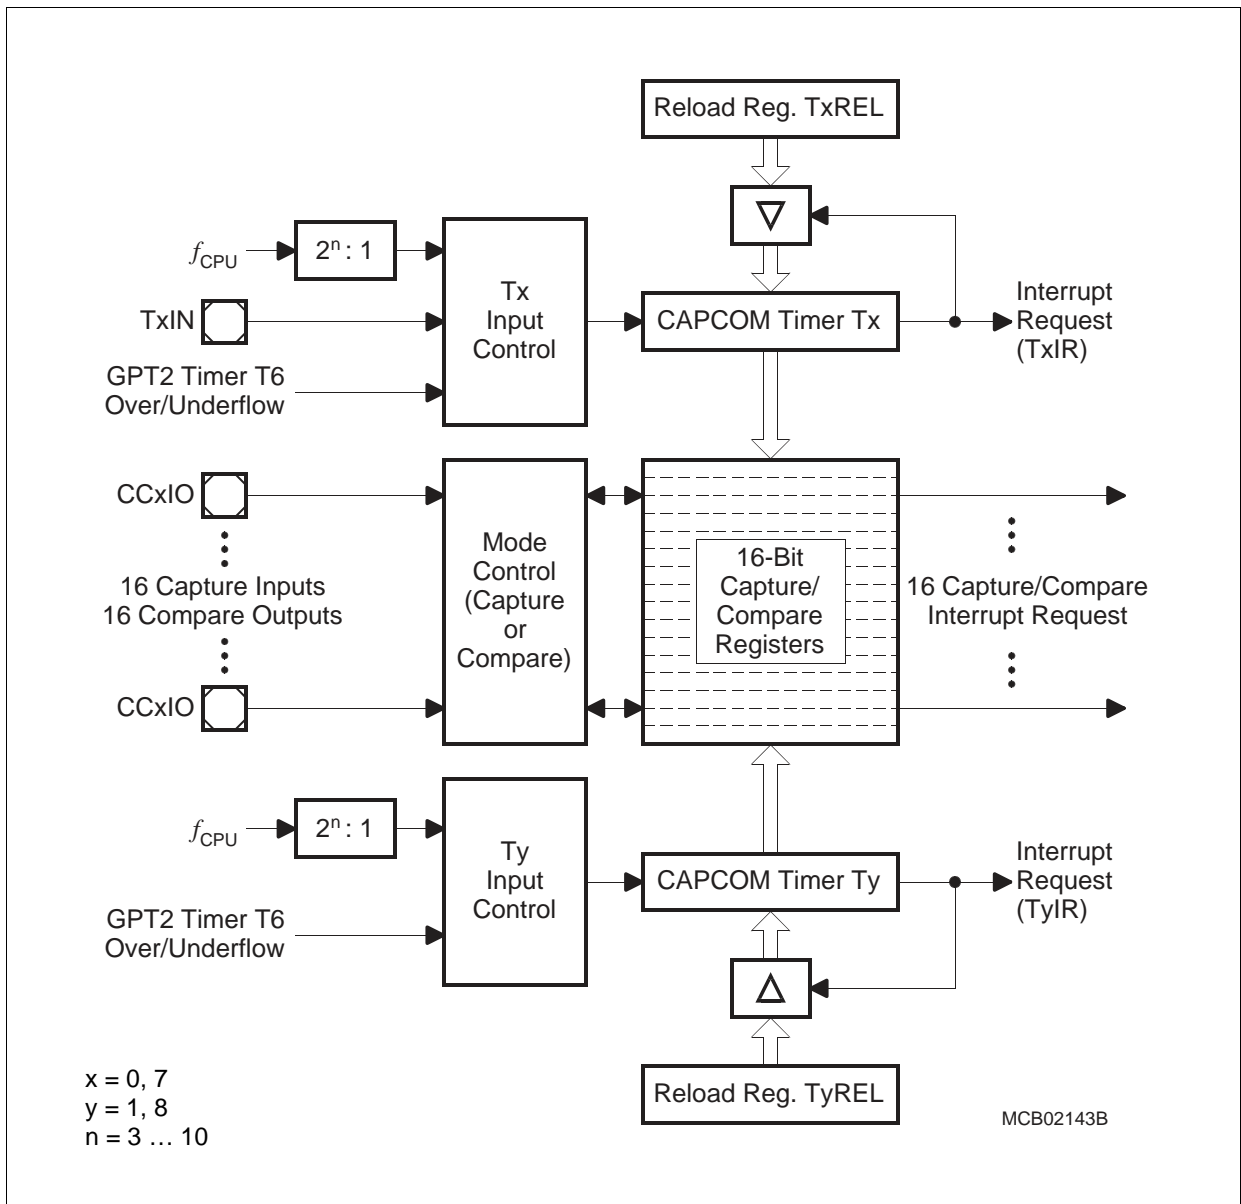 Reload Reg. TxREL
fCPU
2ⁿ : 1
Tx
Input
Control
TxIN
CAPCOM Timer Tx
Interrupt
Request
(TxIR)
GPT2 Timer T6
Over/Underflow
CCxIO
16 Capture Inputs
16 Compare Outputs
CCxIO
Mode
Control
(Capture
or
Compare)
16-Bit
Capture/
Compare
Registers
16 Capture/Compare
Interrupt Request
fCPU
2ⁿ : 1
Ty
Input
Control
GPT2 Timer T6
Over/Underflow
CAPCOM Timer Ty
Interrupt
Request
(TyIR)
Reload Reg. TyREL
x = 0, 7
y = 1, 8
n = 3 … 10
MCB02143B